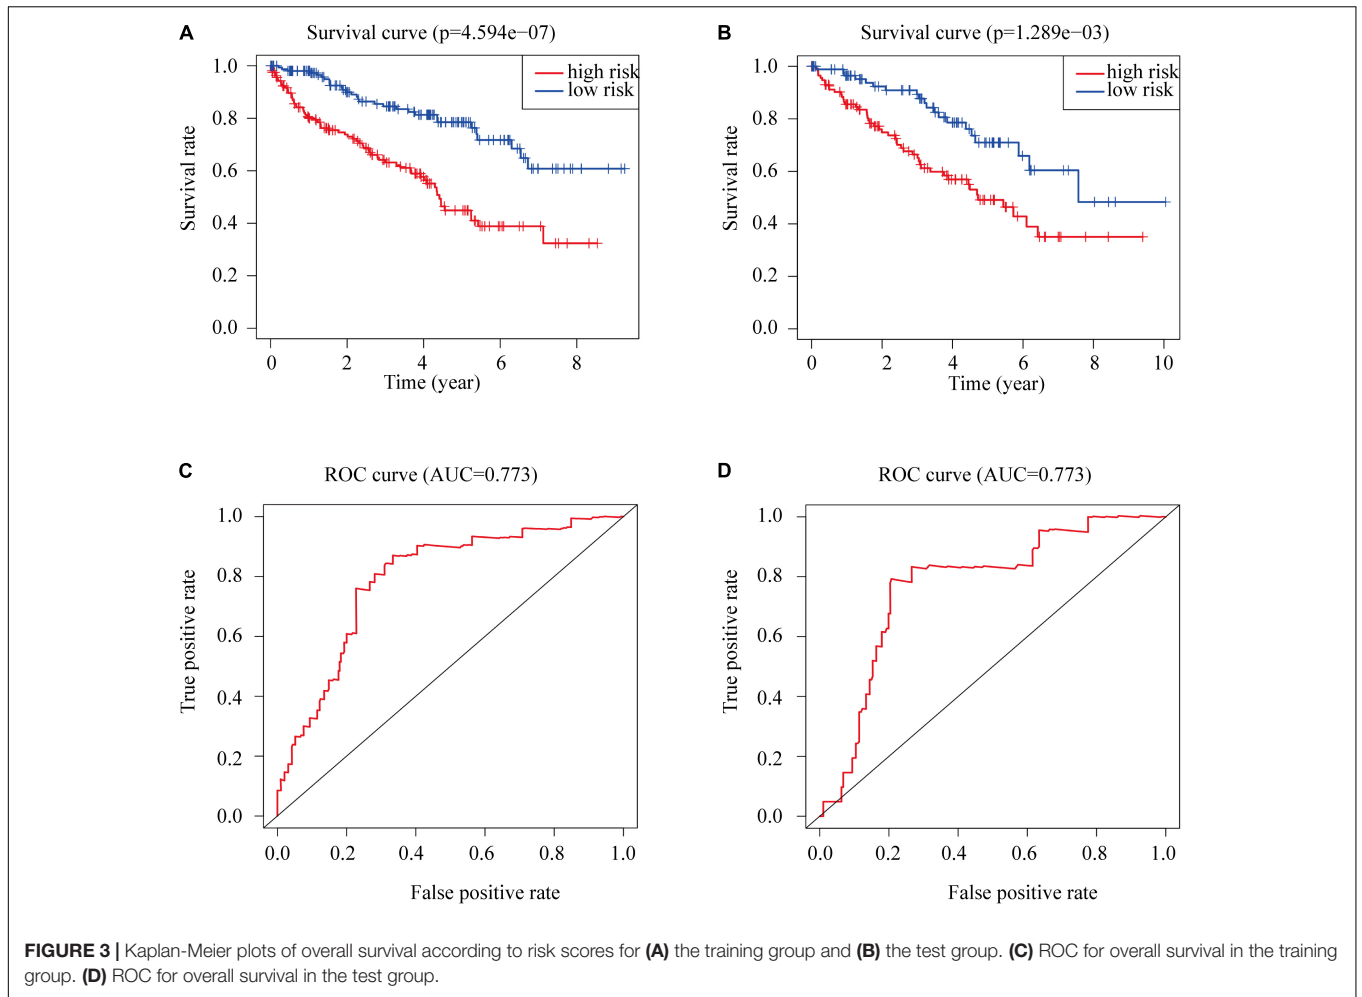 A
Survival curve (p=4.594e−07)
high risk
low risk
Survival rate
1.0
0.8
0.6
0.4
0.2
0.0
0 2 4 6 8
Time (year)
B
Survival curve (p=1.289e−03)
high risk
low risk
Survival rate
1.0
0.8
0.6
0.4
0.2
0.0
0 2 4 6 8 10
Time (year)
C
ROC curve (AUC=0.773)
True positive rate
1.0
0.8
0.6
0.4
0.2
0.0
0.0 0.2 0.4 0.6 0.8 1.0
False positive rate
D
ROC curve (AUC=0.773)
True positive rate
1.0
0.8
0.6
0.4
0.2
0.0
0.0 0.2 0.4 0.6 0.8 1.0
False positive rate
FIGURE 3 | Kaplan-Meier plots of overall survival according to risk scores for (A) the training group and (B) the test group. (C) ROC for overall survival in the training
group. (D) ROC for overall survival in the test group.